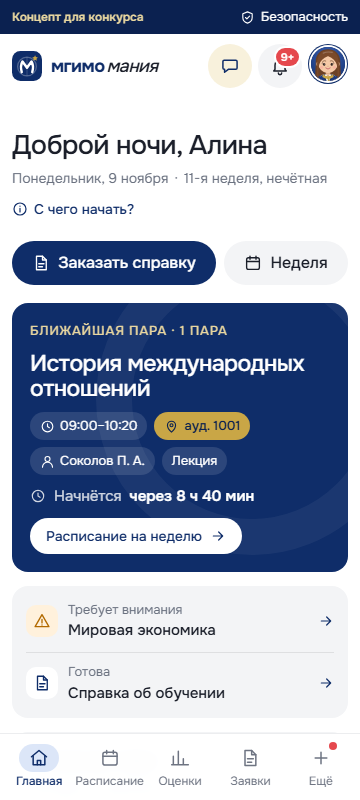 Концепт для конкурса
Безопасность
М
мгимо мания
9+
Доброй ночи, Алина
Понедельник, 9 ноября · 11-я неделя, нечётная
С чего начать?
Заказать справку
Неделя
БЛИЖАЙШАЯ ПАРА · 1 ПАРА
История международных
отношений
09:00–10:20
ауд. 1001
Соколов П. А.
Лекция
Начнётся через 8 ч 40 мин
Расписание на неделю →
Требует внимания
Мировая экономика
Готова
Справка об обучении
Главная
Расписание
Оценки
Заявки
Ещё